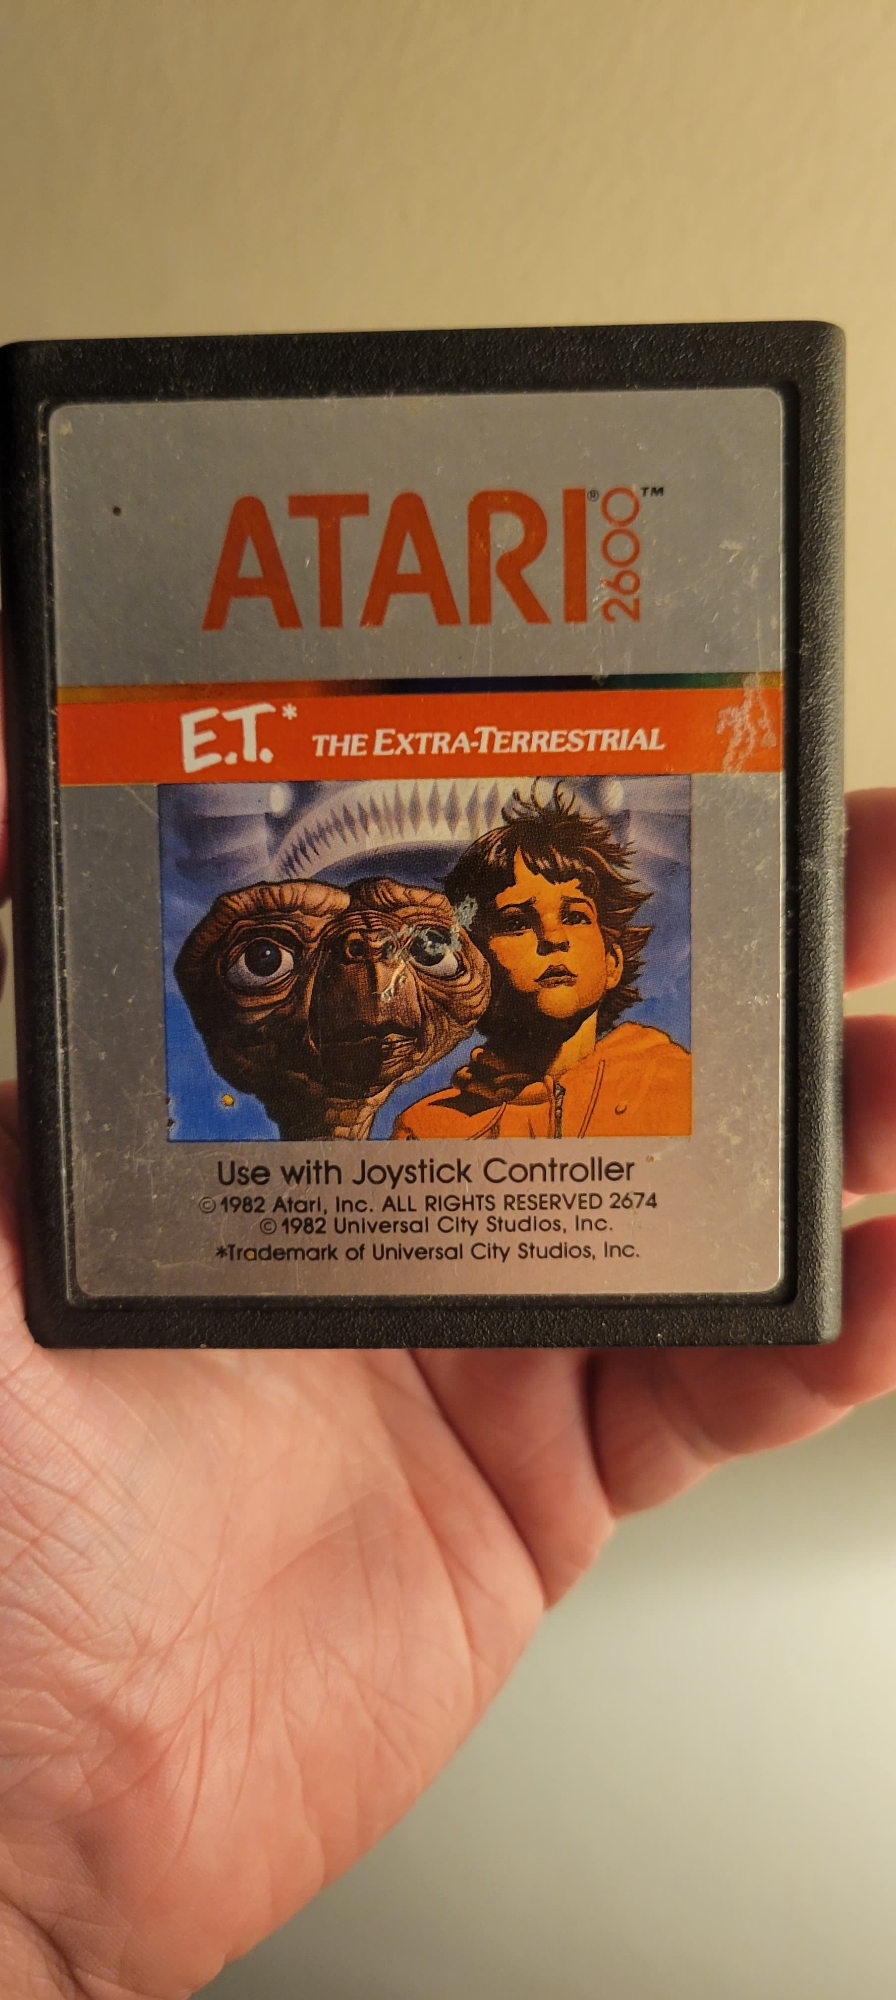 ATARI® 2600™
E.T.* THE EXTRA-TERRESTRIAL
Use with Joystick Controller
©1982 Atari, Inc. ALL RIGHTS RESERVED 2674
©1982 Universal City Studios, Inc.
*Trademark of Universal City Studios, Inc.